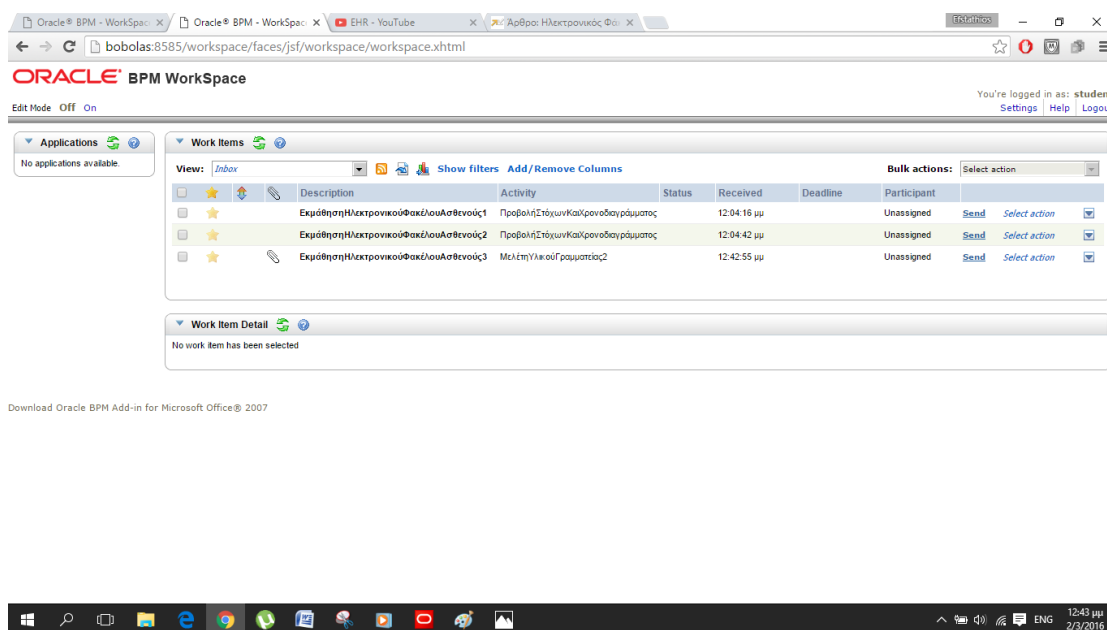 Oracle® BPM - WorkSpac Oracle® BPM - WorkSpac EHR - YouTube Άρθρο: Ηλεκτρονικός Φάκ Efstathios
bobolas:8585/workspace/faces/jsf/workspace/workspace.xhtml
ORACLE BPM WorkSpace
You're logged in as: studen
Edit Mode Off On Settings Help Logou
Applications Work Items
No applications available.
View: Inbox Show filters Add/Remove Columns Bulk actions: Select action
Description Activity Status Received Deadline Participant
ΕκμάθησηΗλεκτρονικούΦακέλουΑσθενούς1 ΠροβολήΣτόχωνΚαιΧρονοδιαγράμματος 12:04:16 μμ Unassigned Send Select action
ΕκμάθησηΗλεκτρονικούΦακέλουΑσθενούς2 ΠροβολήΣτόχωνΚαιΧρονοδιαγράμματος 12:04:42 μμ Unassigned Send Select action
ΕκμάθησηΗλεκτρονικούΦακέλουΑσθενούς3 ΜελέτηΥλικούΓραμματείας2 12:42:55 μμ Unassigned Send Select action
Work Item Detail
No work item has been selected
Download Oracle BPM Add-in for Microsoft Office® 2007
ENG 12:43 μμ
2/3/2016